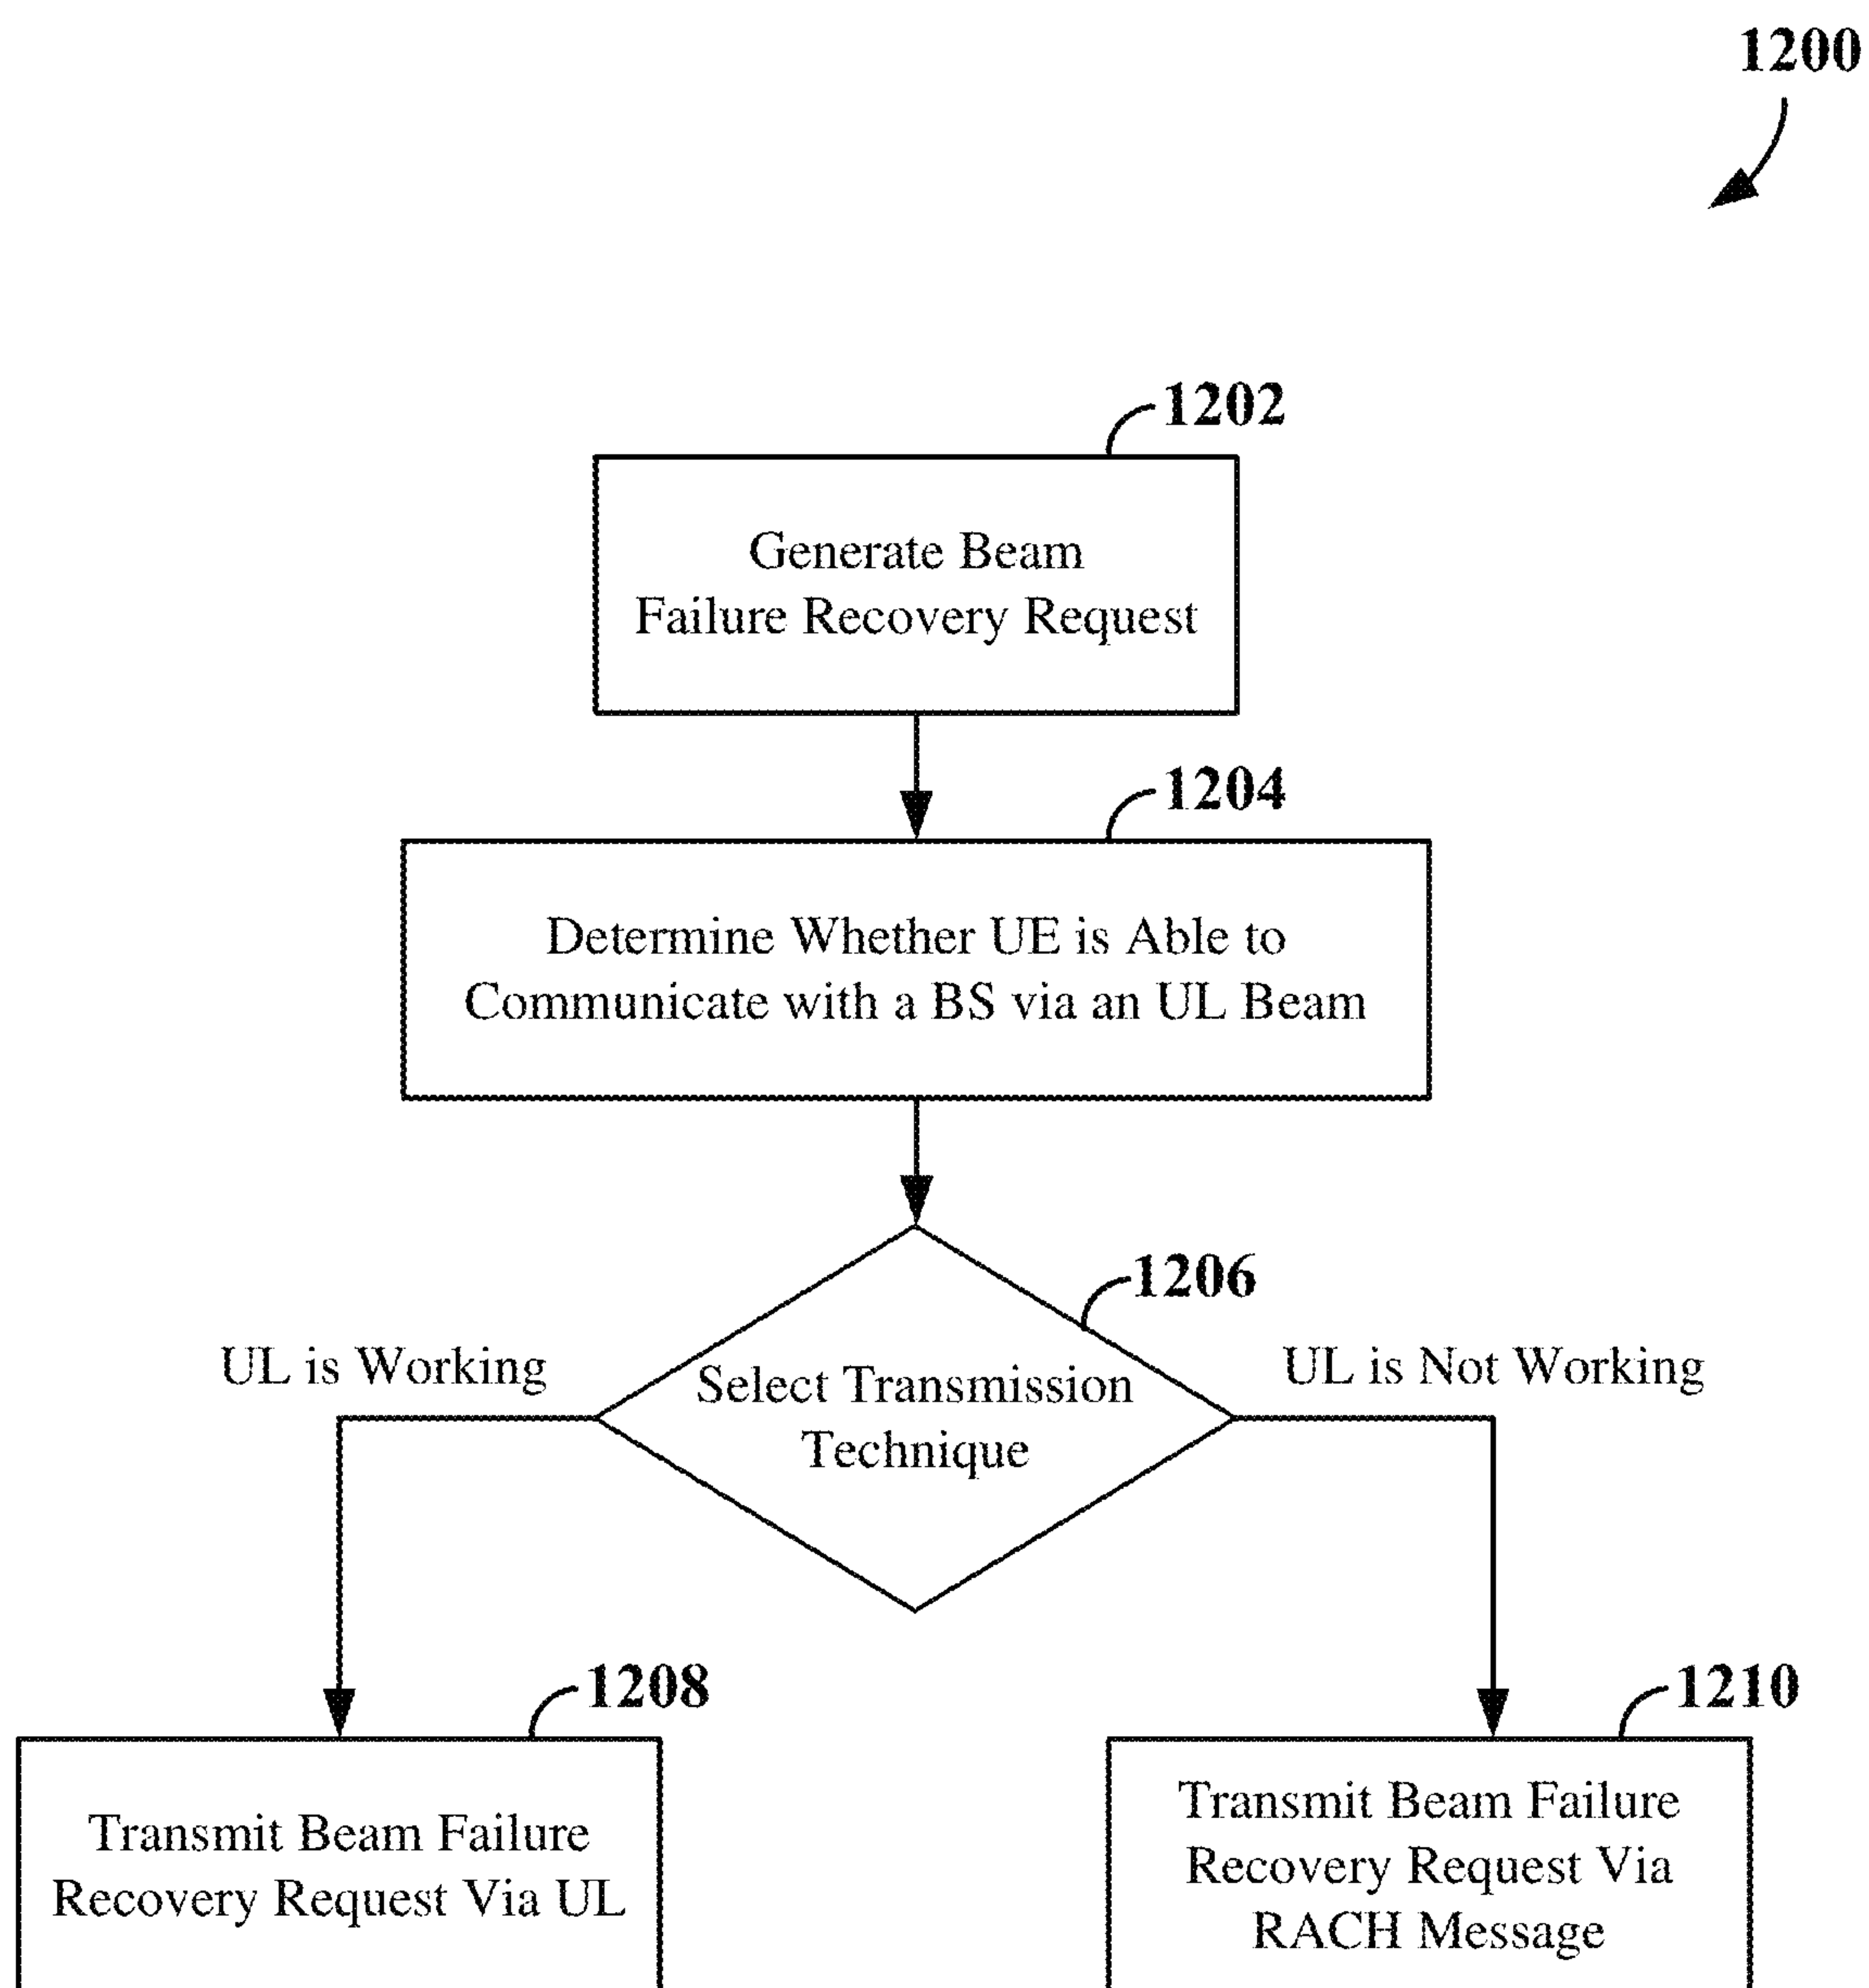 1200
1202
Generate Beam
Failure Recovery Request
1204
Determine Whether UE is Able to
Communicate with a BS via an UL Beam
1206
UL is Working
Select Transmission
Technique
UL is Not Working
1208
Transmit Beam Failure
Recovery Request Via UL
1210
Transmit Beam Failure
Recovery Request Via
RACH Message